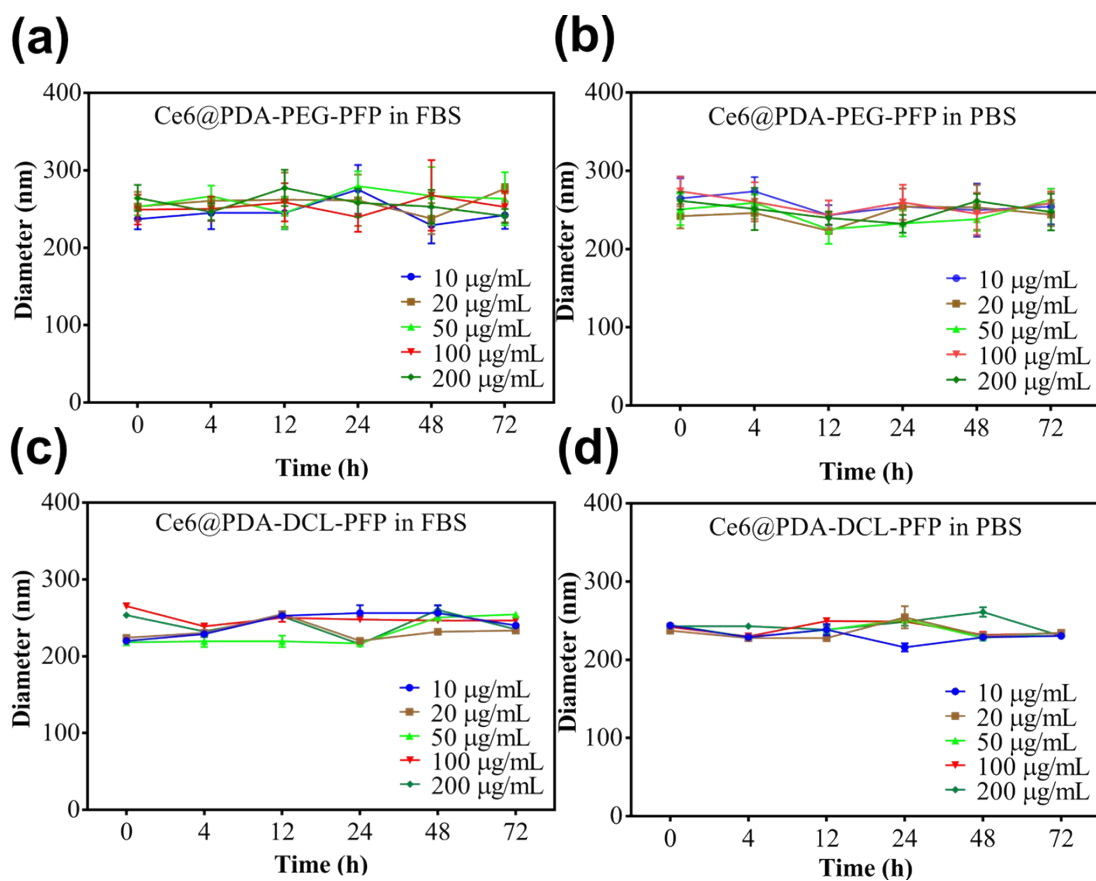 (a)
Ce6@PDA-PEG-PFP in FBS
Diameter (nm)
400
300
200
100
0
10 µg/mL
20 µg/mL
50 µg/mL
100 µg/mL
200 µg/mL
0 4 12 24 48 72
Time (h)
(b)
Ce6@PDA-PEG-PFP in PBS
Diameter (nm)
400
300
200
100
0
10 µg/mL
20 µg/mL
50 µg/mL
100 µg/mL
200 µg/mL
0 4 12 24 48 72
Time (h)
(c)
Ce6@PDA-DCL-PFP in FBS
Diameter (nm)
400
300
200
100
0
10 µg/mL
20 µg/mL
50 µg/mL
100 µg/mL
200 µg/mL
0 4 12 24 48 72
Time (h)
(d)
Ce6@PDA-DCL-PFP in PBS
Diameter (nm)
400
300
200
100
0
10 µg/mL
20 µg/mL
50 µg/mL
100 µg/mL
200 µg/mL
0 4 12 24 48 72
Time (h)